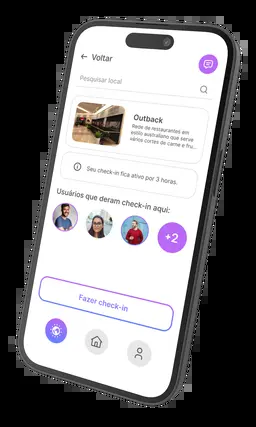 ← Voltar
Pesquisar local
Outback
Rede de restaurantes em
estilo australiano que serve
vários cortes de carne e fru...
Seu check-in fica ativo por 3 horas.
Usuários que deram check-in aqui:
+2
Fazer check-in